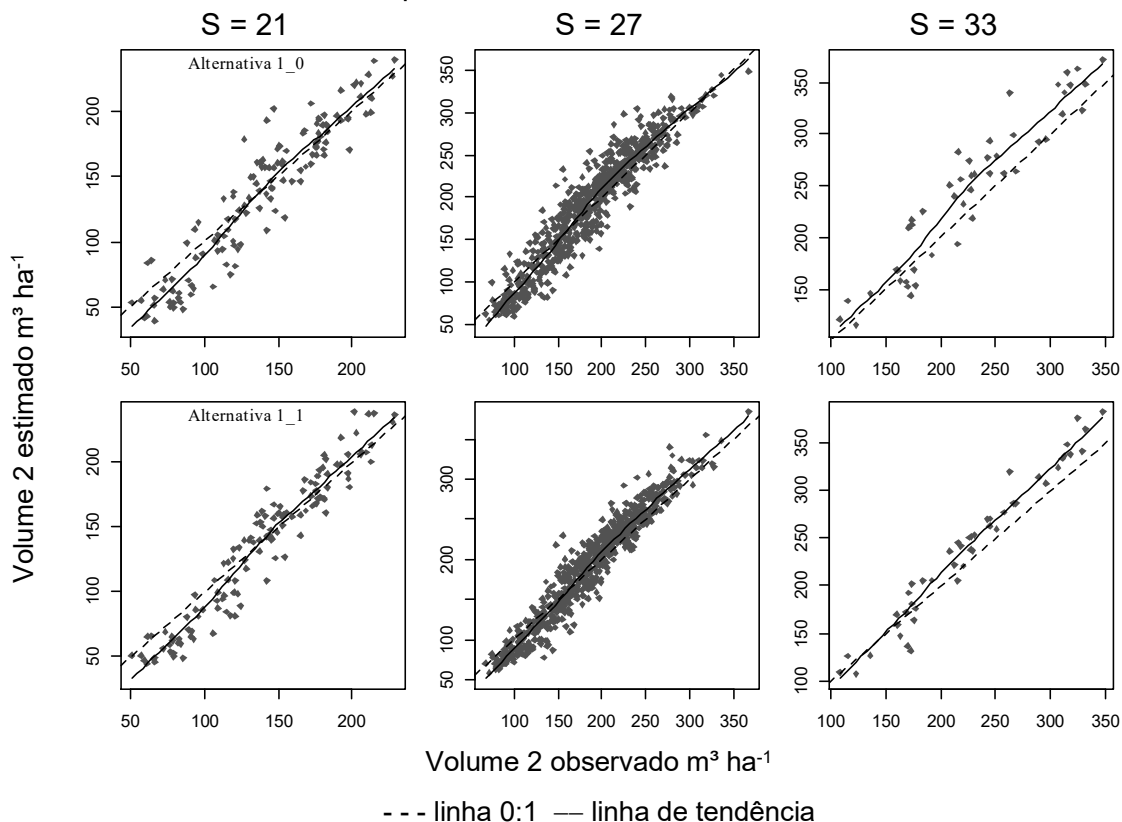 S = 21 S = 27 S = 33
Alternativa 1_0
50 100 150 200
50 100 150 200 250 300 350
150 200 250 300 350
50 100 150 200
100 150 200 250 300 350
100 150 200 250 300 350
Alternativa 1_1
50 100 150 200
50 100 200 300
100 150 200 250 300 350
50 100 150 200
100 150 200 250 300 350
100 150 200 250 300 350
Volume 2 estimado m³ ha-1
Volume 2 observado m³ ha-1
- - - linha 0:1 — linha de tendência